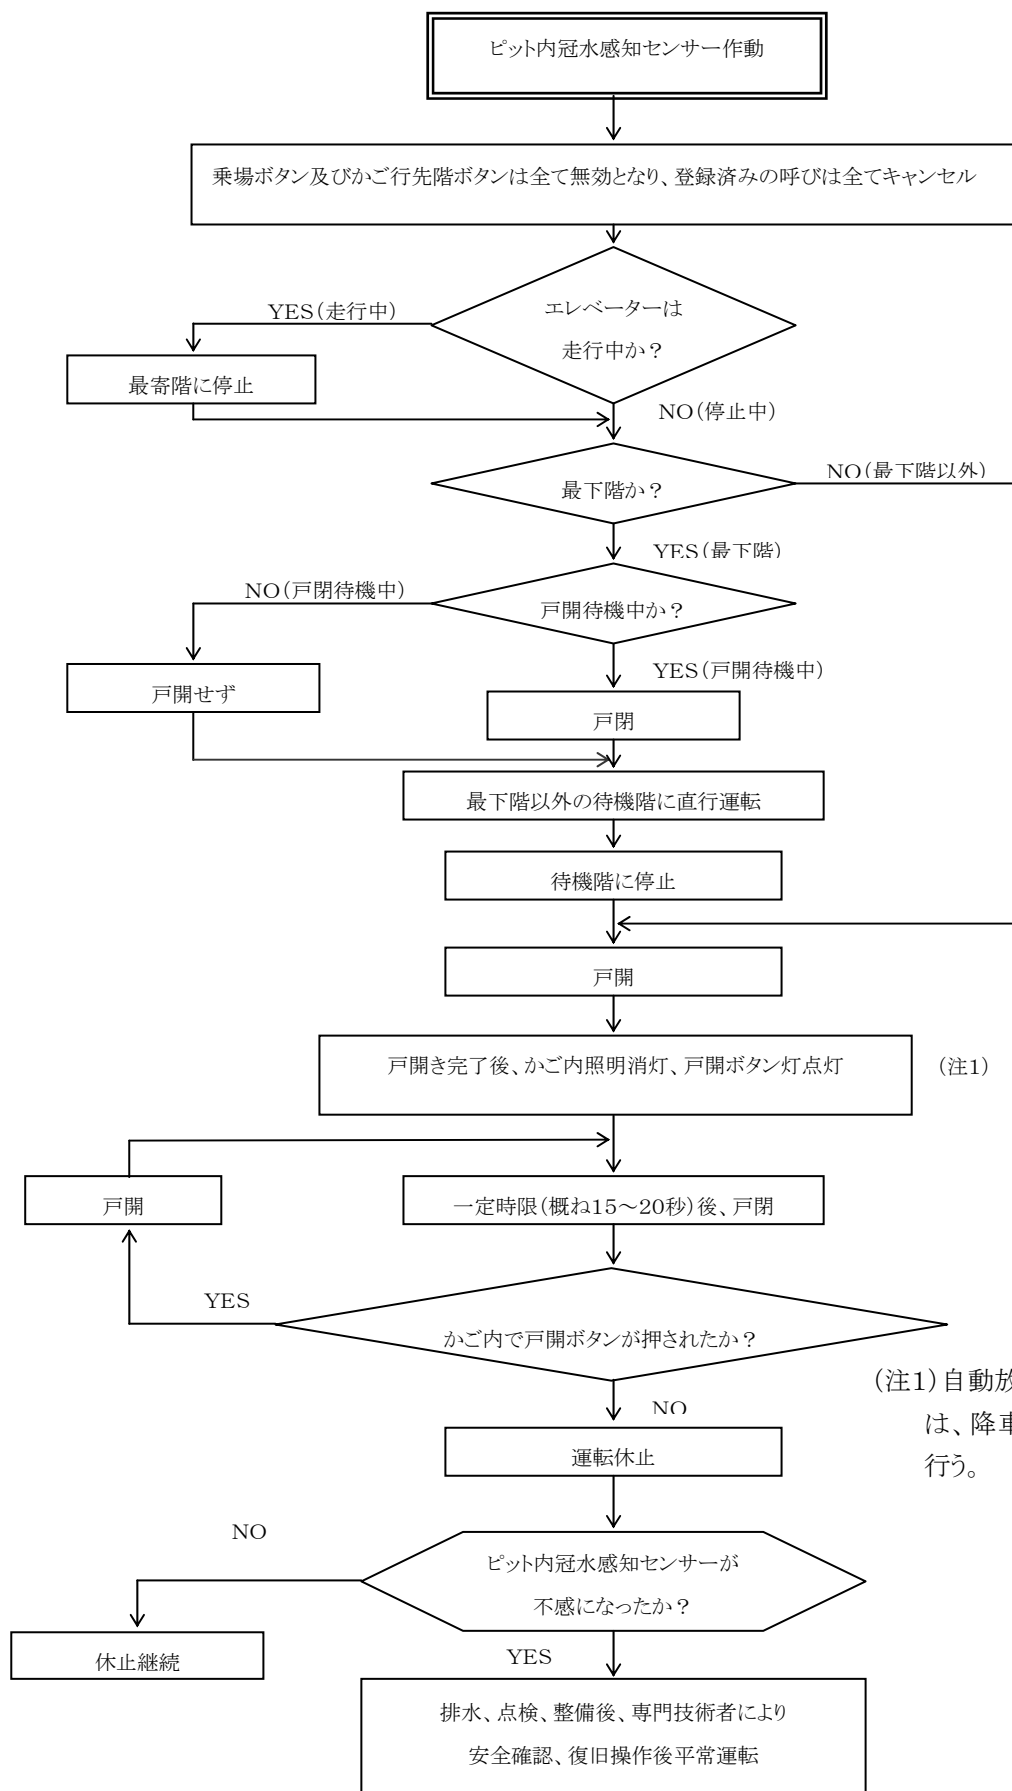 ピット内冠水感知センサー作動
乗場ボタン及びかご行先階ボタンは全て無効となり、登録済みの呼びは全てキャンセル
エレベーターは
走行中か？
YES（走行中）
最寄階に停止
NO（停止中）
最下階か？
NO（最下階以外）
YES（最下階）
戸開待機中か？
NO（戸閉待機中）
戸開せず
YES（戸開待機中）
戸閉
最下階以外の待機階に直行運転
待機階に停止
戸開
戸開き完了後、かご内照明消灯、戸開ボタン灯点灯
（注1）
戸開
一定時限（概ね15～20秒）後、戸閉
YES
かご内で戸開ボタンが押されたか？
（注1）自動放
は、降車
行う。
NO
運転休止
NO
ピット内冠水感知センサーが
不感になったか？
休止継続
YES
排水、点検、整備後、専門技術者により
安全確認、復旧操作後平常運転